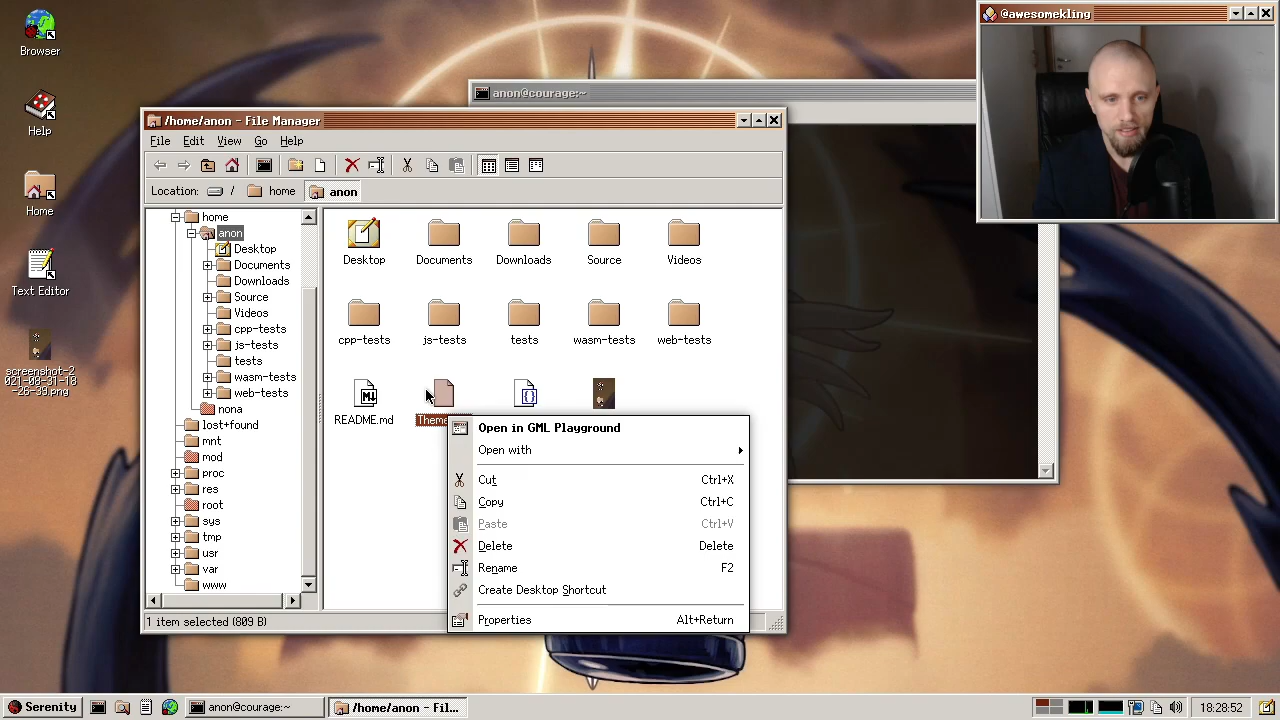 Browser
Help
Home
Text Editor
screenshot-2
021-08-31-18
-26-39.png
@awesomekling
anon@courage:~
/home/anon - File Manager
File Edit View Go Help
Location: / home anon
home
anon
Desktop
Documents
Downloads
Source
Videos
cpp-tests
js-tests
tests
wasm-tests
web-tests
nona
lost+found
mnt
mod
proc
res
root
sys
tmp
usr
var
www
Desktop Documents Downloads Source Videos
cpp-tests js-tests tests wasm-tests web-tests
README.md
Open in GML Playground
Open with
Cut Ctrl+X
Copy Ctrl+C
Paste Ctrl+V
Delete Delete
Rename F2
Create Desktop Shortcut
Properties Alt+Return
1 item selected (809 B)
Serenity anon@courage:~ /home/anon - Fil... 18:28:52